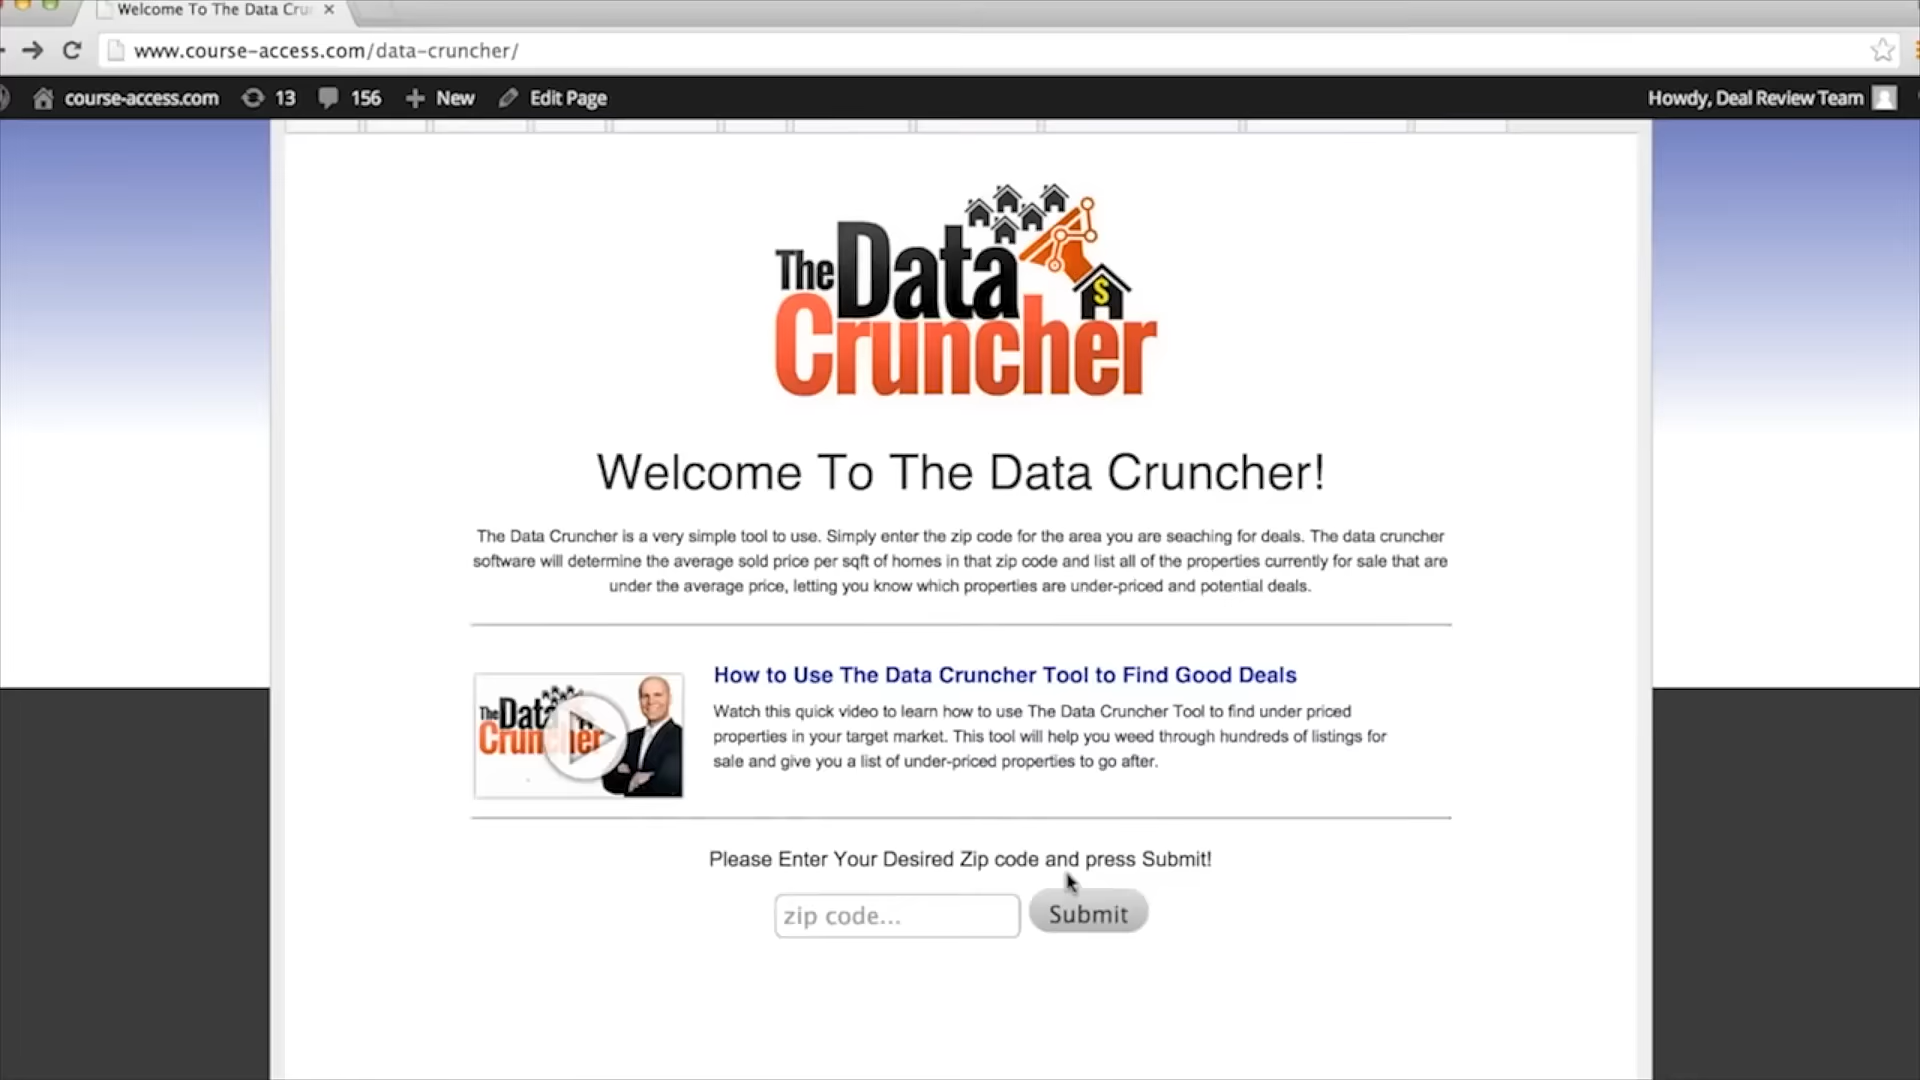 Welcome To The Data Cru
www.course-access.com/data-cruncher/
course-access.com 13 156 New Edit Page Howdy, Deal Review Team
The Data
Cruncher
$
Welcome To The Data Cruncher!
The Data Cruncher is a very simple tool to use. Simply enter the zip code for the area you are seaching for deals. The data cruncher
software will determine the average sold price per sqft of homes in that zip code and list all of the properties currently for sale that are
under the average price, letting you know which properties are under-priced and potential deals.
The Data
Cruncher
How to Use The Data Cruncher Tool to Find Good Deals
Watch this quick video to learn how to use The Data Cruncher Tool to find under priced
properties in your target market. This tool will help you weed through hundreds of listings for
sale and give you a list of under-priced properties to go after.
Please Enter Your Desired Zip code and press Submit!
zip code... Submit